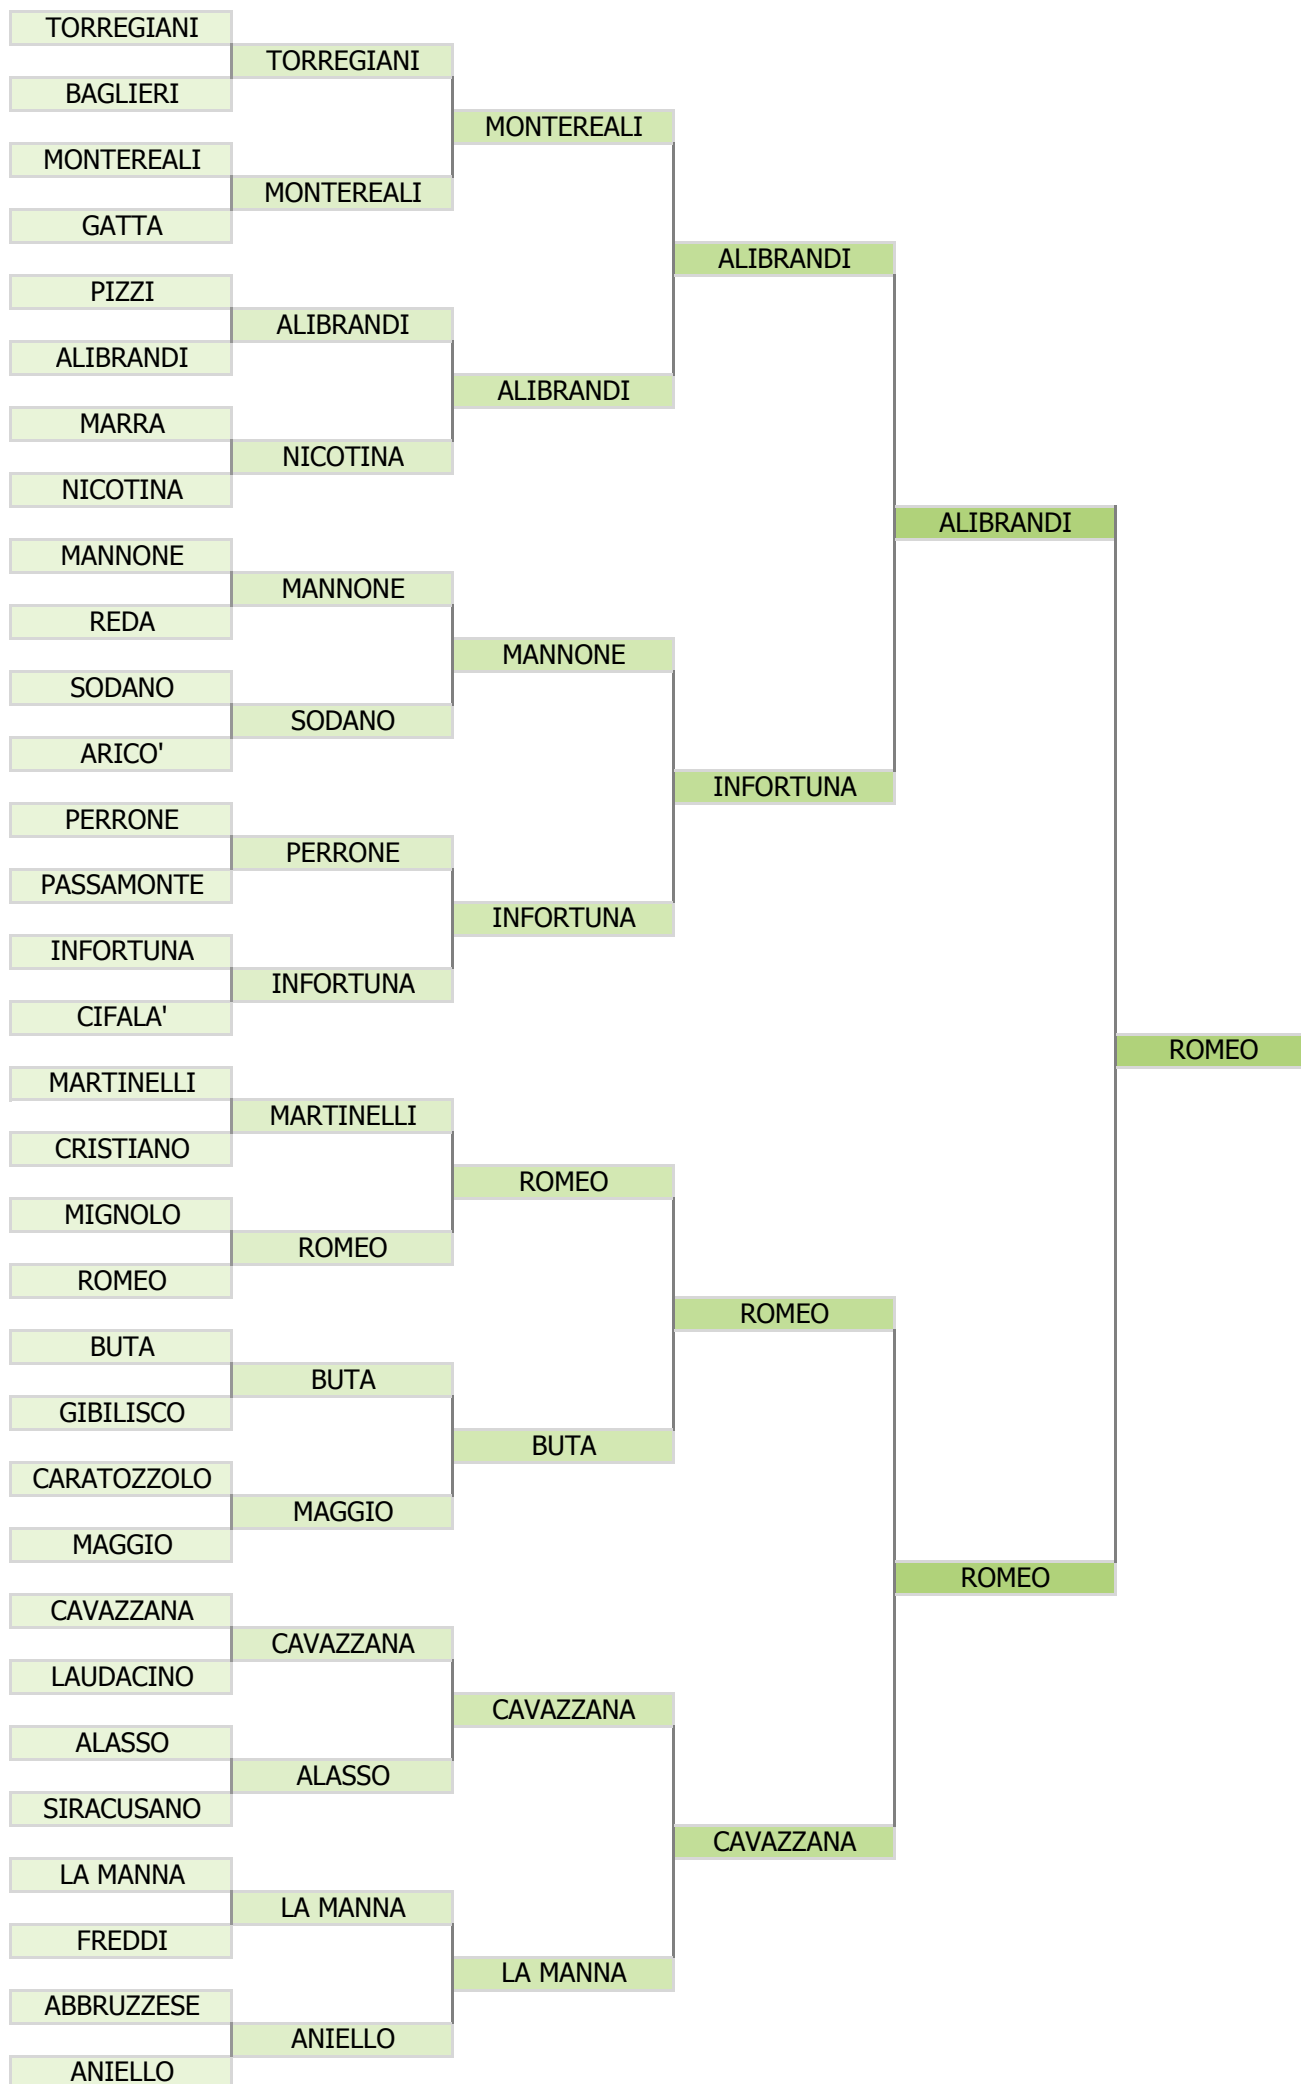 TORREGIANI
TORREGIANI
BAGLIERI
MONTEREALI
MONTEREALI
MONTEREALI
GATTA
ALIBRANDI
PIZZI
ALIBRANDI
ALIBRANDI
ALIBRANDI
MARRA
NICOTINA
NICOTINA
ALIBRANDI
MANNONE
MANNONE
REDA
MANNONE
SODANO
SODANO
ARICO'
INFORTUNA
PERRONE
PERRONE
PASSAMONTE
INFORTUNA
INFORTUNA
INFORTUNA
CIFALA'
ROMEO
MARTINELLI
MARTINELLI
CRISTIANO
ROMEO
MIGNOLO
ROMEO
ROMEO
ROMEO
BUTA
BUTA
GIBILISCO
BUTA
CARATOZZOLO
MAGGIO
MAGGIO
ROMEO
CAVAZZANA
CAVAZZANA
LAUDACINO
CAVAZZANA
ALASSO
ALASSO
SIRACUSANO
CAVAZZANA
LA MANNA
LA MANNA
FREDDI
LA MANNA
ABBRUZZESE
ANIELLO
ANIELLO